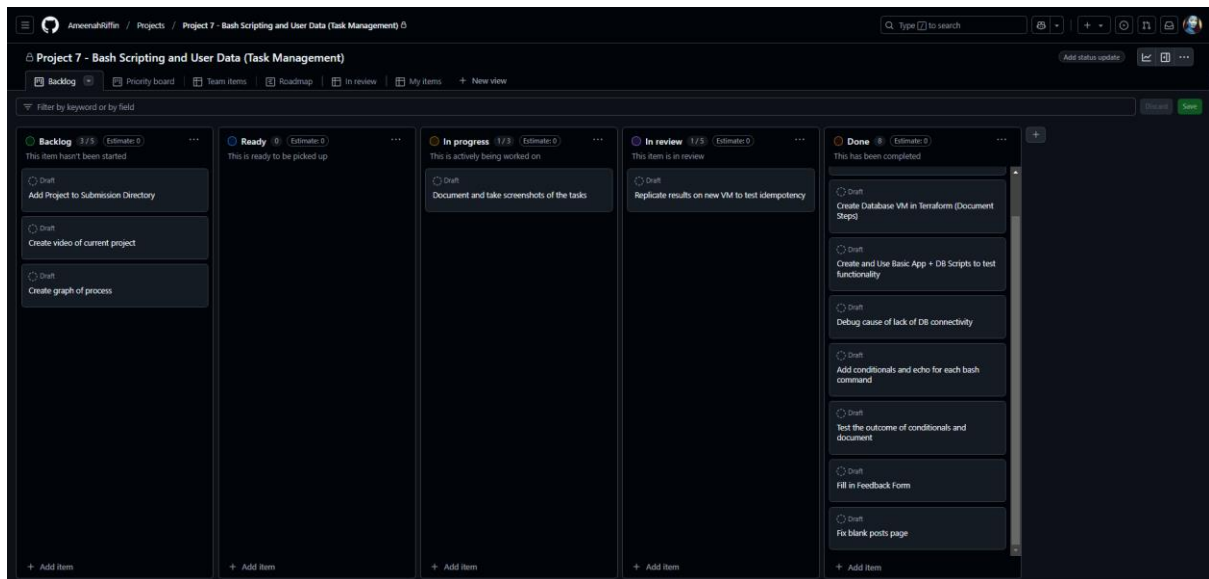 AmeenahRiffin / Projects / Project 7 - Bash Scripting and User Data (Task Management)
Type / to search
Project 7 - Bash Scripting and User Data (Task Management)
Add status update
Backlog
Priority board
Team items
Roadmap
In review
My items
+ New view
Filter by keyword or by field
Discard
Save
Backlog 3 / 5 Estimate: 0
This item hasn't been started
Draft
Add Project to Submission Directory
Draft
Create video of current project
Draft
Create graph of process
+ Add item
Ready 0 Estimate: 0
This is ready to be picked up
+ Add item
In progress 1 / 3 Estimate: 0
This is actively being worked on
Draft
Document and take screenshots of the tasks
+ Add item
In review 1 / 5 Estimate: 0
This item is in review
Draft
Replicate results on new VM to test idempotency
+ Add item
Done 8 Estimate: 0
This has been completed
Draft
Create Database VM in Terraform (Document
Steps)
Draft
Create and Use Basic App + DB Scripts to test
functionality
Draft
Debug cause of lack of DB connectivity
Draft
Add conditionals and echo for each bash
command
Draft
Test the outcome of conditionals and
document
Draft
Fill in Feedback Form
Draft
Fix blank posts page
+ Add item